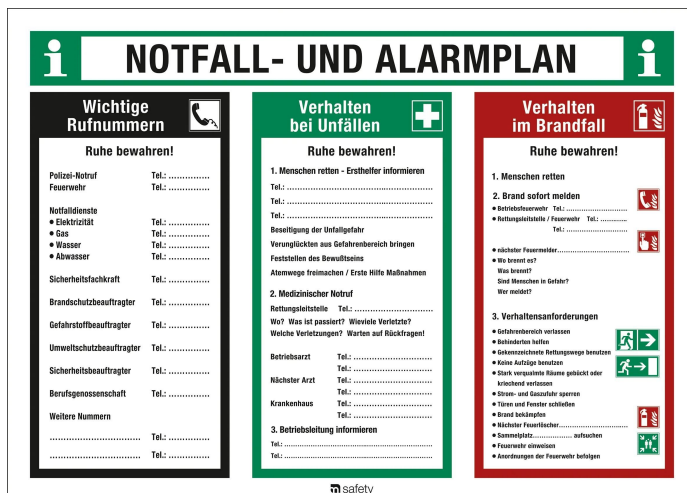 NOTFALL- UND ALARMPLAN
Wichtige
Rufnummern
Ruhe bewahren!
Polizei-Notruf Tel.: ..............
Feuerwehr Tel.: ..............
Notfalldienste
● Elektrizität Tel.: ..............
● Gas Tel.: ..............
● Wasser Tel.: ..............
● Abwasser Tel.: ..............
Sicherheitsfachkraft Tel.: ..............
Brandschutzbeauftragter Tel.: ..............
Gefahrstoffbeauftragter Tel.: ..............
Umweltschutzbeauftragter Tel.: ..............
Sicherheitsbeauftragter Tel.: ..............
Berufsgenossenschaft Tel.: ..............
Weitere Nummern
.............................. Tel.: ..............
.............................. Tel.: ..............
Verhalten
bei Unfällen
Ruhe bewahren!
1. Menschen retten - Ersthelfer informieren
Tel.: ..................................................
Tel.: ..................................................
Tel.: ..................................................
Beseitigung der Unfallgefahr
Verunglückten aus Gefahrenbereich bringen
Feststellen des Bewußtseins
Atemwege freimachen / Erste Hilfe Maßnahmen
2. Medizinischer Notruf
Rettungsleitstelle Tel.: ..........................
Wo? Was ist passiert? Wieviele Verletzte?
Welche Verletzungen? Warten auf Rückfragen!
Betriebsarzt Tel.: ..........................
Tel.: ..........................
Nächster Arzt Tel.: ..........................
Tel.: ..........................
Krankenhaus Tel.: ..........................
Tel.: ..........................
3. Betriebsleitung informieren
Tel.: ..................................................
Tel.: ..................................................
Verhalten
im Brandfall
Ruhe bewahren!
1. Menschen retten
2. Brand sofort melden
● Betriebsfeuerwehr Tel.: ..............................
● Rettungsleitstelle / Feuerwehr Tel.: .............
Tel.: ......................
● nächster Feuermelder..............................
● Wo brennt es?
Was brennt?
Sind Menschen in Gefahr?
Wer meldet?
3. Verhaltensanforderungen
● Gefahrenbereich verlassen
● Behinderten helfen
● Gekennzeichnete Rettungswege benutzen
● Keine Aufzüge benutzen
● Stark verqualmte Räume gebückt oder
kriechend verlassen
● Strom- und Gaszufuhr sperren
● Türen und Fenster schließen
● Brand bekämpfen
● Nächster Feuerlöscher..............................
● Sammelplatz.................. aufsuchen
● Feuerwehr einweisen
● Anordnungen der Feuerwehr befolgen
safety